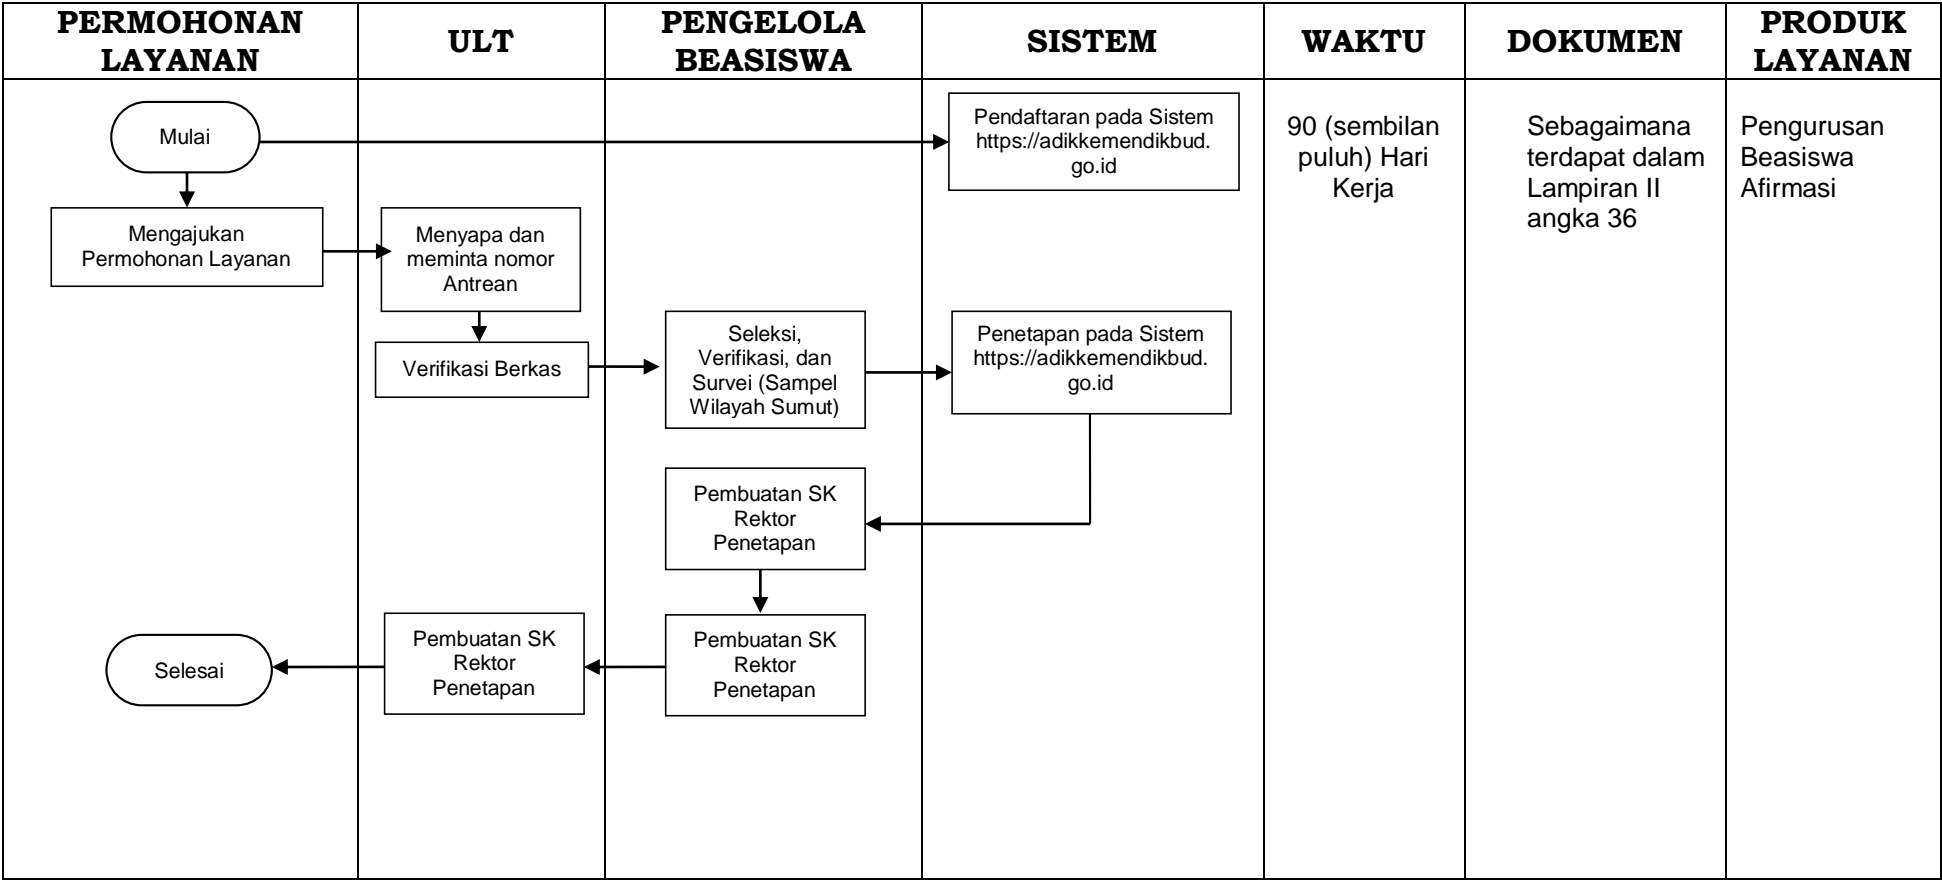 PERMOHONAN
LAYANAN
ULT
PENGELOLA
BEASISWA
SISTEM
WAKTU
DOKUMEN
PRODUK
LAYANAN
Mulai
Pendaftaran pada Sistem
https://adikkemendikbud.
go.id
90 (sembilan
puluh) Hari
Kerja
Sebagaimana
terdapat dalam
Lampiran II
angka 36
Pengurusan
Beasiswa
Afirmasi
Mengajukan
Permohonan Layanan
Menyapa dan
meminta nomor
Antrean
Verifikasi Berkas
Seleksi,
Verifikasi, dan
Survei (Sampel
Wilayah Sumut)
Penetapan pada Sistem
https://adikkemendikbud.
go.id
Pembuatan SK
Rektor
Penetapan
Pembuatan SK
Rektor
Penetapan
Pembuatan SK
Rektor
Penetapan
Selesai